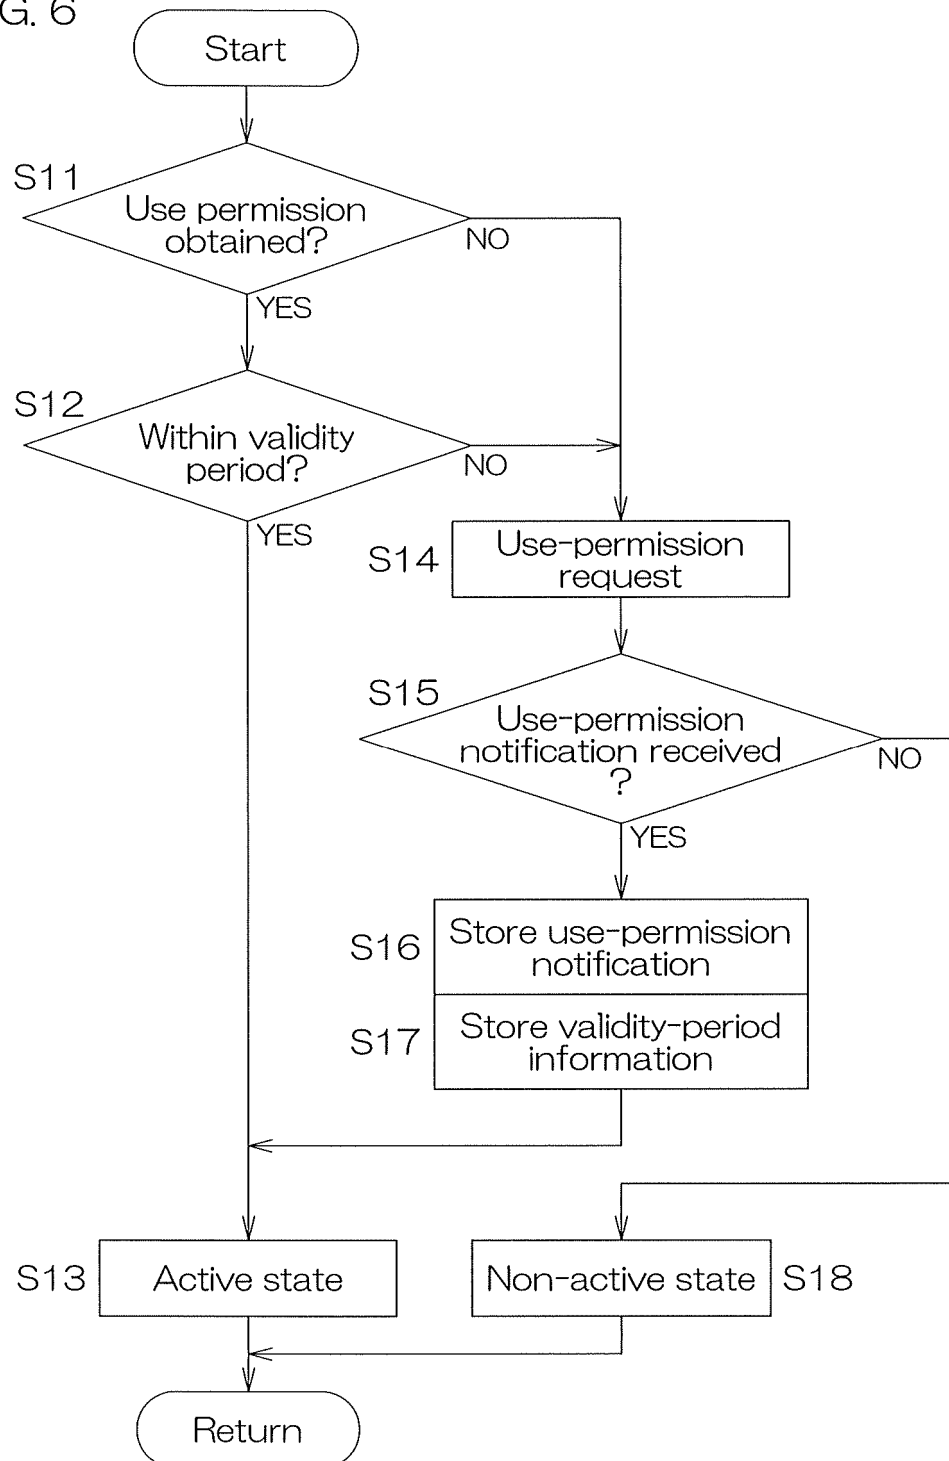 G. 6
Start
S11
Use permission
obtained?
NO
YES
S12
Within validity
period?
NO
YES
S14
Use-permission
request
S15
Use-permission
notification received
?
NO
YES
S16
Store use-permission
notification
S17
Store validity-period
information
S13
Active state
Non-active state
S18
Return